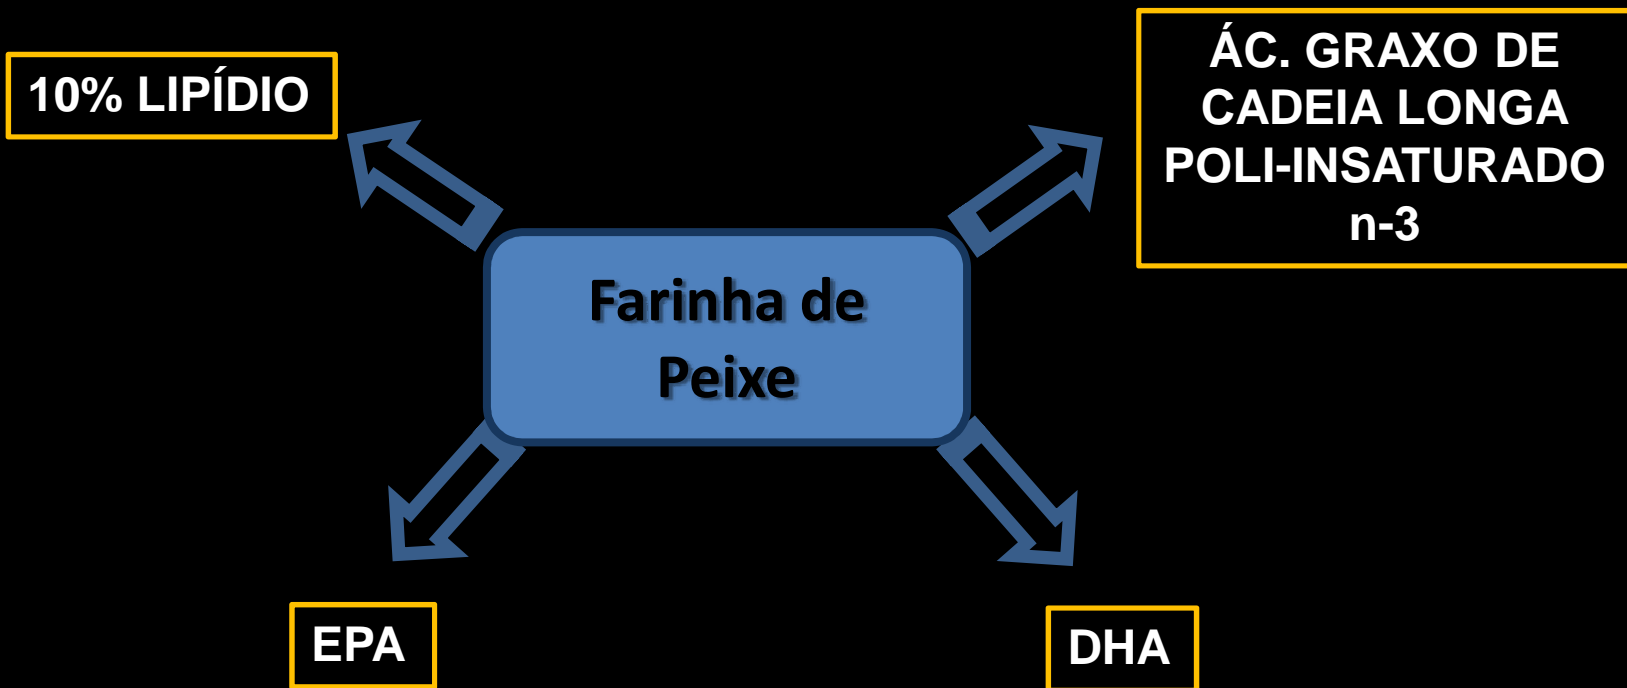 10% LIPÍDIO
ÁC. GRAXO DE
CADEIA LONGA
POLI-INSATURADO
n-3
Farinha de
Peixe
EPA
DHA